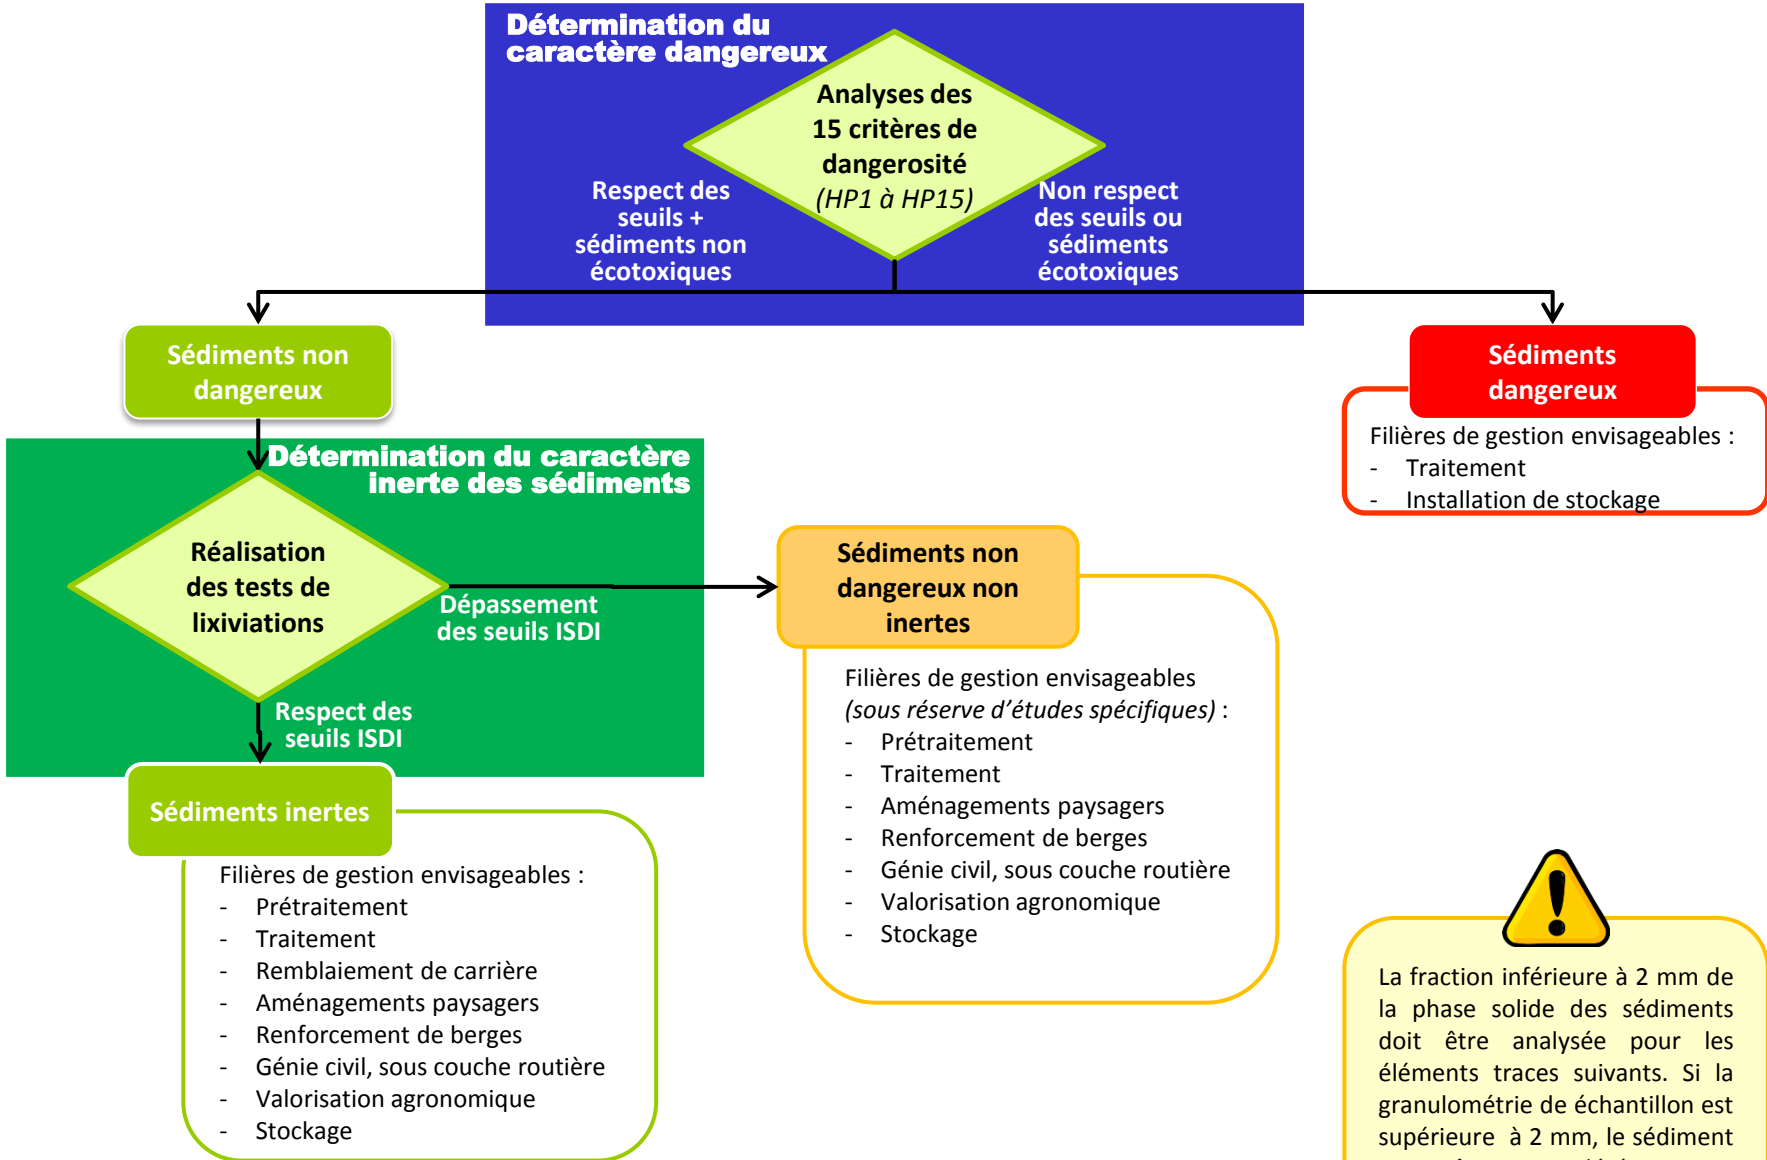 Détermination du
caractère dangereux
Analyses des
15 critères de
dangerosité
(HP1 à HP15)
Respect des
seuils +
sédiments non
écotoxiques
Non respect
des seuils ou
sédiments
écotoxiques
Sédiments non
dangereux
Sédiments
dangereux
Filières de gestion envisageables :
- Traitement
- Installation de stockage
Détermination du caractère
inerte des sédiments
Réalisation
des tests de
lixiviations
Dépassement
des seuils ISDI
Respect des
seuils ISDI
Sédiments non
dangereux non
inertes
Filières de gestion envisageables
(sous réserve d'études spécifiques) :
- Prétraitement
- Traitement
- Aménagements paysagers
- Renforcement de berges
- Génie civil, sous couche routière
- Valorisation agronomique
- Stockage
Sédiments inertes
Filières de gestion envisageables :
- Prétraitement
- Traitement
- Remblaiement de carrière
- Aménagements paysagers
- Renforcement de berges
- Génie civil, sous couche routière
- Valorisation agronomique
- Stockage
La fraction inférieure à 2 mm de
la phase solide des sédiments
doit être analysée pour les
éléments traces suivants. Si la
granulométrie de échantillon est
supérieure à 2 mm, le sédiment